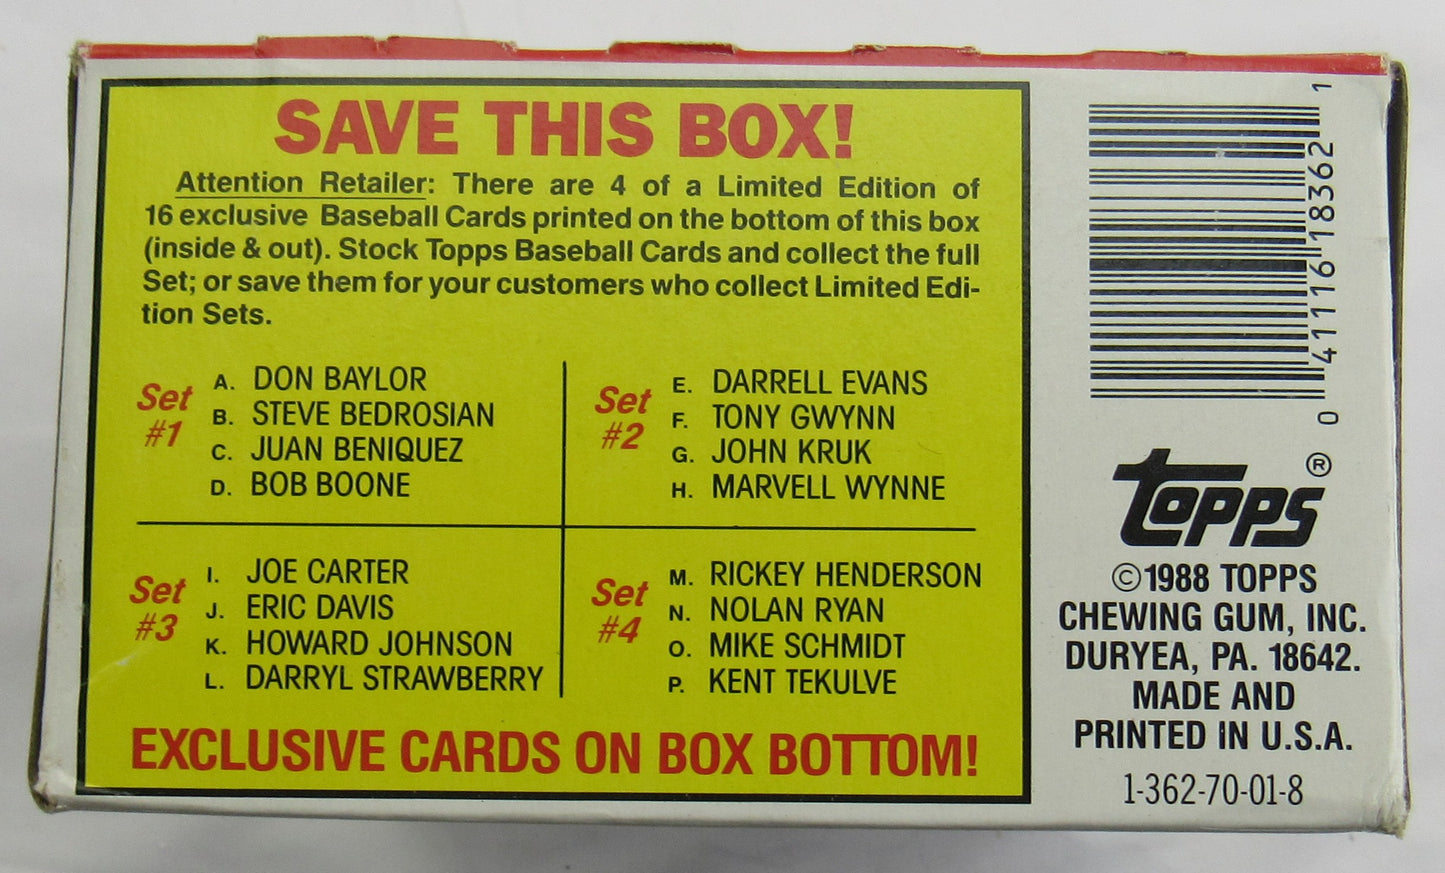 SAVE THIS BOX!
Attention Retailer: There are 4 of a Limited Edition of
16 exclusive Baseball Cards printed on the bottom of this box
(inside & out). Stock Topps Baseball Cards and collect the full
Set; or save them for your customers who collect Limited Edi-
tion Sets.
Set #1
A. DON BAYLOR
B. STEVE BEDROSIAN
C. JUAN BENIQUEZ
D. BOB BOONE
Set #2
E. DARRELL EVANS
F. TONY GWYNN
G. JOHN KRUK
H. MARVELL WYNNE
Set #3
I. JOE CARTER
J. ERIC DAVIS
K. HOWARD JOHNSON
L. DARRYL STRAWBERRY
Set #4
M. RICKEY HENDERSON
N. NOLAN RYAN
O. MIKE SCHMIDT
P. KENT TEKULVE
EXCLUSIVE CARDS ON BOX BOTTOM!
0 41116 18362 1
Topps®
©1988 TOPPS
CHEWING GUM, INC.
DURYEA, PA. 18642.
MADE AND
PRINTED IN U.S.A.
1-362-70-01-8